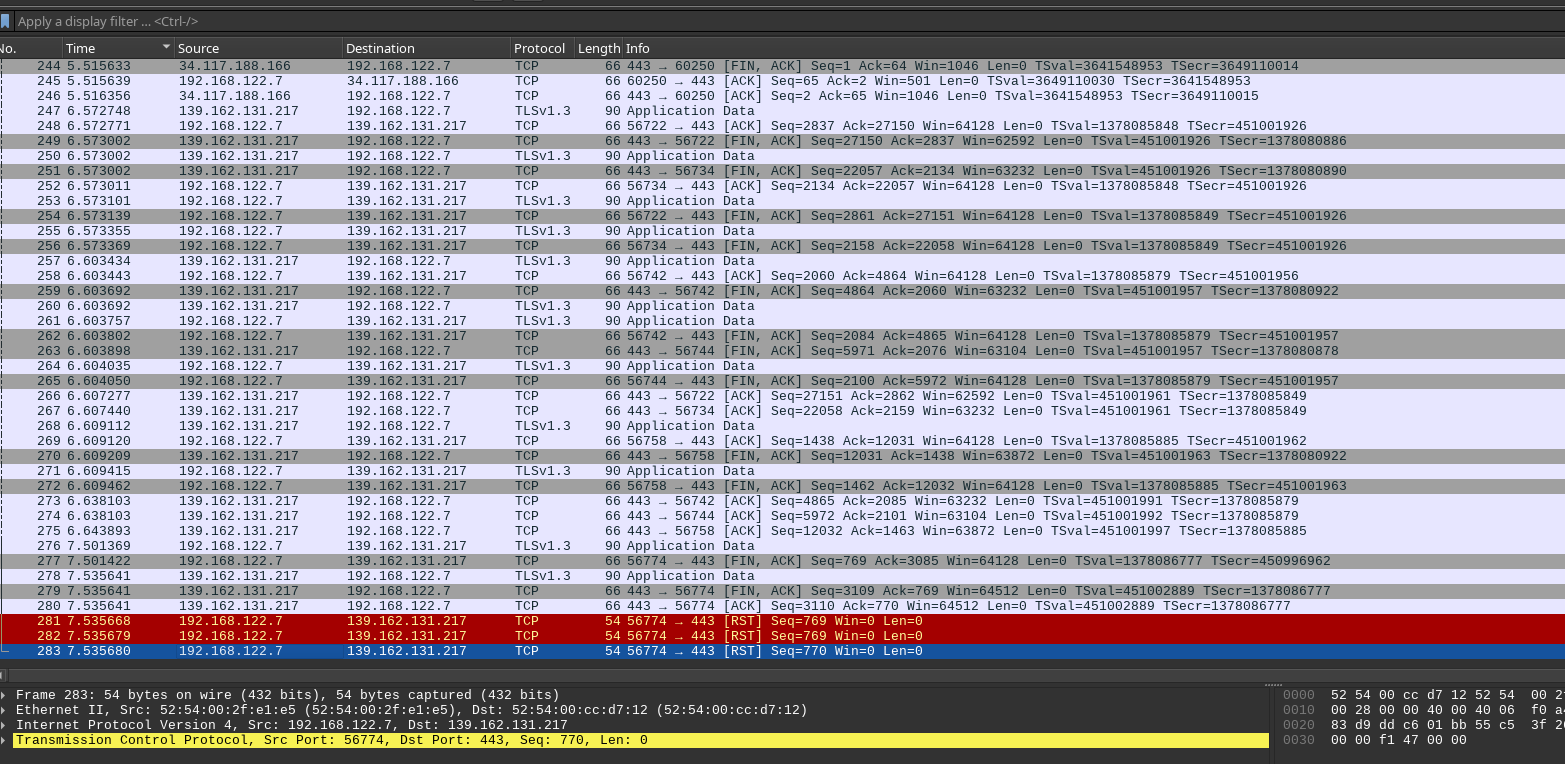 Apply a display filter … <Ctrl-/>
No. Time Source Destination Protocol Length Info
244 5.515633 34.117.188.166 192.168.122.7 TCP 66 443 → 60250 [FIN, ACK] Seq=1 Ack=64 Win=1046 Len=0 TSval=3641548953 TSecr=3649110014
245 5.515639 192.168.122.7 34.117.188.166 TCP 66 60250 → 443 [ACK] Seq=65 Ack=2 Win=501 Len=0 TSval=3649110030 TSecr=3641548953
246 5.516356 34.117.188.166 192.168.122.7 TCP 66 443 → 60250 [ACK] Seq=2 Ack=65 Win=1046 Len=0 TSval=3641548953 TSecr=3649110015
247 6.572748 139.162.131.217 192.168.122.7 TLSv1.3 90 Application Data
248 6.572771 192.168.122.7 139.162.131.217 TCP 66 56722 → 443 [ACK] Seq=2837 Ack=27150 Win=64128 Len=0 TSval=1378085848 TSecr=451001926
249 6.573002 139.162.131.217 192.168.122.7 TCP 66 443 → 56722 [FIN, ACK] Seq=27150 Ack=2837 Win=62592 Len=0 TSval=451001926 TSecr=1378080886
250 6.573002 139.162.131.217 192.168.122.7 TLSv1.3 90 Application Data
251 6.573002 139.162.131.217 192.168.122.7 TCP 66 443 → 56734 [FIN, ACK] Seq=22057 Ack=2134 Win=63232 Len=0 TSval=451001926 TSecr=1378080890
252 6.573011 192.168.122.7 139.162.131.217 TCP 66 56734 → 443 [ACK] Seq=2134 Ack=22057 Win=64128 Len=0 TSval=1378085848 TSecr=451001926
253 6.573101 192.168.122.7 139.162.131.217 TLSv1.3 90 Application Data
254 6.573139 192.168.122.7 139.162.131.217 TCP 66 56722 → 443 [FIN, ACK] Seq=2861 Ack=27151 Win=64128 Len=0 TSval=1378085849 TSecr=451001926
255 6.573355 192.168.122.7 139.162.131.217 TLSv1.3 90 Application Data
256 6.573369 192.168.122.7 139.162.131.217 TCP 66 56734 → 443 [FIN, ACK] Seq=2158 Ack=22058 Win=64128 Len=0 TSval=1378085849 TSecr=451001926
257 6.603434 139.162.131.217 192.168.122.7 TLSv1.3 90 Application Data
258 6.603443 192.168.122.7 139.162.131.217 TCP 66 56742 → 443 [ACK] Seq=2060 Ack=4864 Win=64128 Len=0 TSval=1378085879 TSecr=451001956
259 6.603692 139.162.131.217 192.168.122.7 TCP 66 443 → 56742 [FIN, ACK] Seq=4864 Ack=2060 Win=63232 Len=0 TSval=451001957 TSecr=1378080922
260 6.603692 139.162.131.217 192.168.122.7 TLSv1.3 90 Application Data
261 6.603757 192.168.122.7 139.162.131.217 TLSv1.3 90 Application Data
262 6.603802 192.168.122.7 139.162.131.217 TCP 66 56742 → 443 [FIN, ACK] Seq=2084 Ack=4865 Win=64128 Len=0 TSval=1378085879 TSecr=451001957
263 6.603898 139.162.131.217 192.168.122.7 TCP 66 443 → 56744 [FIN, ACK] Seq=5971 Ack=2076 Win=63104 Len=0 TSval=451001957 TSecr=1378080878
264 6.604035 192.168.122.7 139.162.131.217 TLSv1.3 90 Application Data
265 6.604050 192.168.122.7 139.162.131.217 TCP 66 56744 → 443 [FIN, ACK] Seq=2100 Ack=5972 Win=64128 Len=0 TSval=1378085879 TSecr=451001957
266 6.607277 139.162.131.217 192.168.122.7 TCP 66 443 → 56722 [ACK] Seq=27151 Ack=2862 Win=62592 Len=0 TSval=451001961 TSecr=1378085849
267 6.607440 139.162.131.217 192.168.122.7 TCP 66 443 → 56734 [ACK] Seq=22058 Ack=2159 Win=63232 Len=0 TSval=451001961 TSecr=1378085849
268 6.609112 139.162.131.217 192.168.122.7 TLSv1.3 90 Application Data
269 6.609120 192.168.122.7 139.162.131.217 TCP 66 56758 → 443 [ACK] Seq=1438 Ack=12031 Win=64128 Len=0 TSval=1378085885 TSecr=451001962
270 6.609209 139.162.131.217 192.168.122.7 TCP 66 443 → 56758 [FIN, ACK] Seq=12031 Ack=1438 Win=63872 Len=0 TSval=451001963 TSecr=1378080922
271 6.609415 192.168.122.7 139.162.131.217 TLSv1.3 90 Application Data
272 6.609462 192.168.122.7 139.162.131.217 TCP 66 56758 → 443 [FIN, ACK] Seq=1462 Ack=12032 Win=64128 Len=0 TSval=1378085885 TSecr=451001963
273 6.638103 139.162.131.217 192.168.122.7 TCP 66 443 → 56742 [ACK] Seq=4865 Ack=2085 Win=63232 Len=0 TSval=451001991 TSecr=1378085879
274 6.638103 139.162.131.217 192.168.122.7 TCP 66 443 → 56744 [ACK] Seq=5972 Ack=2101 Win=63104 Len=0 TSval=451001992 TSecr=1378085879
275 6.643893 139.162.131.217 192.168.122.7 TCP 66 443 → 56758 [ACK] Seq=12032 Ack=1463 Win=63872 Len=0 TSval=451001997 TSecr=1378085885
276 7.501369 192.168.122.7 139.162.131.217 TLSv1.3 90 Application Data
277 7.501422 192.168.122.7 139.162.131.217 TCP 66 56774 → 443 [FIN, ACK] Seq=769 Ack=3085 Win=64128 Len=0 TSval=1378086777 TSecr=450996962
278 7.535641 139.162.131.217 192.168.122.7 TLSv1.3 90 Application Data
279 7.535641 139.162.131.217 192.168.122.7 TCP 66 443 → 56774 [FIN, ACK] Seq=3109 Ack=769 Win=64512 Len=0 TSval=451002889 TSecr=1378086777
280 7.535641 139.162.131.217 192.168.122.7 TCP 66 443 → 56774 [ACK] Seq=3110 Ack=770 Win=64512 Len=0 TSval=451002889 TSecr=1378086777
281 7.535668 192.168.122.7 139.162.131.217 TCP 54 56774 → 443 [RST] Seq=769 Win=0 Len=0
282 7.535679 192.168.122.7 139.162.131.217 TCP 54 56774 → 443 [RST] Seq=769 Win=0 Len=0
283 7.535680 192.168.122.7 139.162.131.217 TCP 54 56774 → 443 [RST] Seq=770 Win=0 Len=0
Frame 283: 54 bytes on wire (432 bits), 54 bytes captured (432 bits)
Ethernet II, Src: 52:54:00:2f:e1:e5 (52:54:00:2f:e1:e5), Dst: 52:54:00:cc:d7:12 (52:54:00:cc:d7:12)
Internet Protocol Version 4, Src: 192.168.122.7, Dst: 139.162.131.217
Transmission Control Protocol, Src Port: 56774, Dst Port: 443, Seq: 770, Len: 0
0000 52 54 00 cc d7 12 52 54 00
0010 00 28 00 00 40 00 40 06 f0
0020 83 d9 dd c6 01 bb 55 c5 3f
0030 00 00 f1 47 00 00